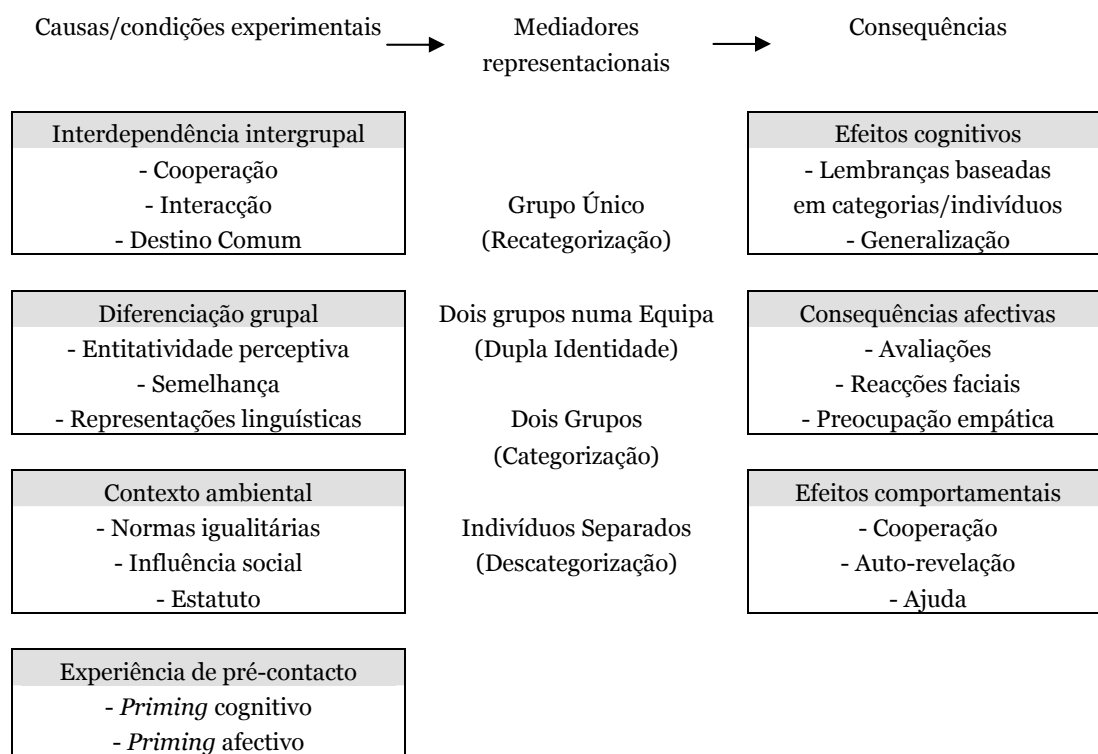 Causas/condições experimentais
Mediadores
representacionais
Consequências
Interdependência intergrupal
- Cooperação
- Interacção
- Destino Comum
Diferenciação grupal
- Entitatividade perceptiva
- Semelhança
- Representações linguísticas
Contexto ambiental
- Normas igualitárias
- Influência social
- Estatuto
Experiência de pré-contacto
- Priming cognitivo
- Priming afectivo
Grupo Único
(Recategorização)
Dois grupos numa Equipa
(Dupla Identidade)
Dois Grupos
(Categorização)
Indivíduos Separados
(Descategorização)
Efeitos cognitivos
- Lembranças baseadas
em categorias/indivíduos
- Generalização
Consequências afectivas
- Avaliações
- Reacções faciais
- Preocupação empática
Efeitos comportamentais
- Cooperação
- Auto-revelação
- Ajuda